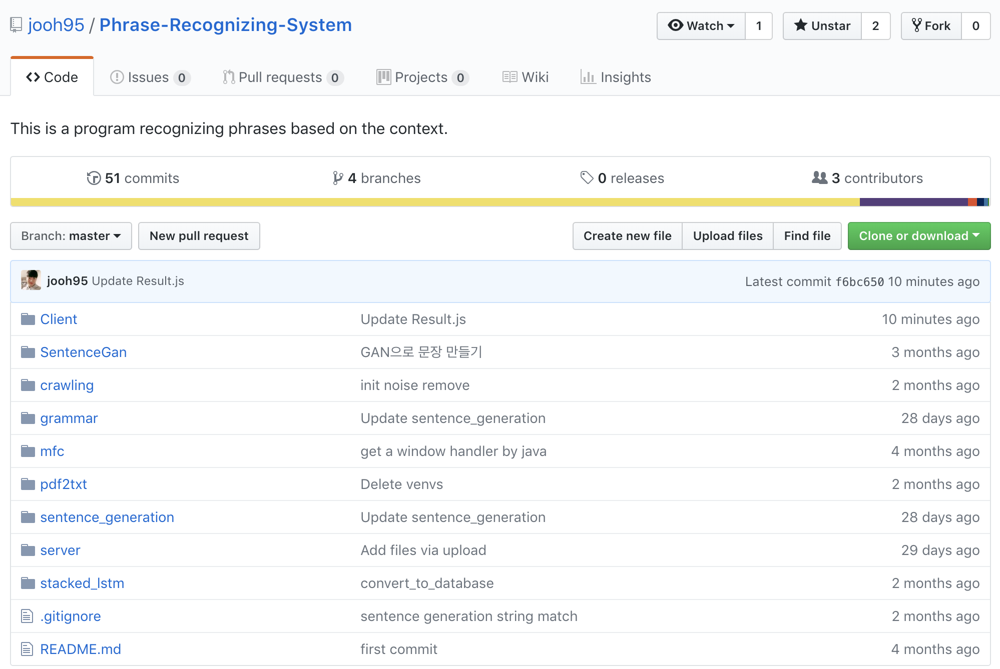 jooh95 / Phrase-Recognizing-System
Watch 1 Unstar 2 Fork 0
Code Issues 0 Pull requests 0 Projects 0 Wiki Insights
This is a program recognizing phrases based on the context.
51 commits 4 branches 0 releases 3 contributors
Branch: master New pull request Create new file Upload files Find file Clone or download
jooh95 Update Result.js Latest commit f6bc650 10 minutes ago
Client Update Result.js 10 minutes ago
SentenceGan GAN으로 문장 만들기 3 months ago
crawling init noise remove 2 months ago
grammar Update sentence_generation 28 days ago
mfc get a window handler by java 4 months ago
pdf2txt Delete venvs 2 months ago
sentence_generation Update sentence_generation 28 days ago
server Add files via upload 29 days ago
stacked_lstm convert_to_database 2 months ago
.gitignore sentence generation string match 2 months ago
README.md first commit 4 months ago